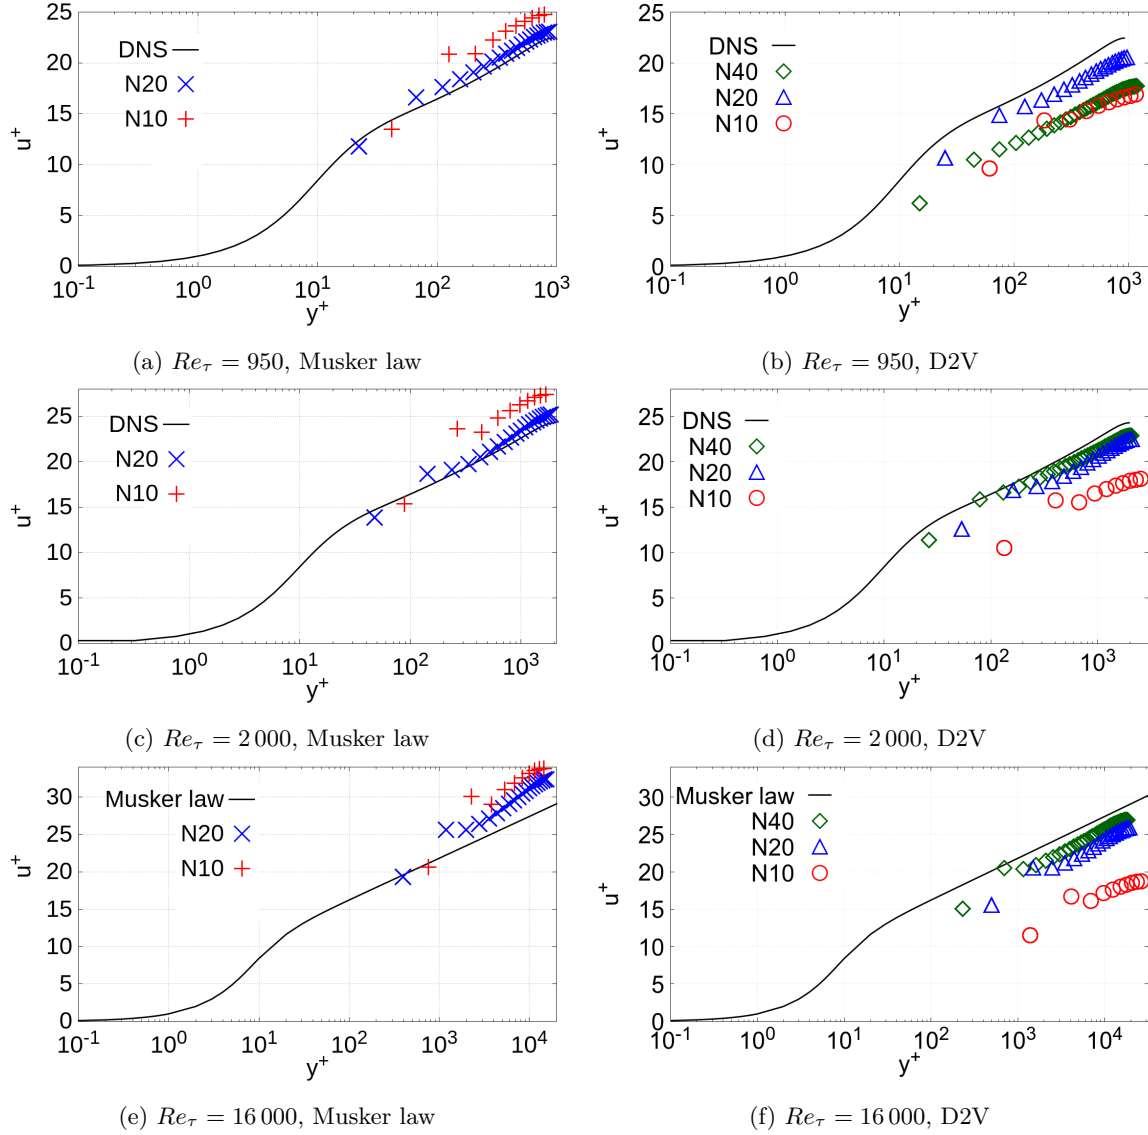 u⁺
25
20
15
10
5
0
DNS
N20
N10
10⁻¹ 10⁰ 10¹ 10² 10³
y⁺
(a) Re_τ = 950, Musker law
u⁺
25
20
15
10
5
0
DNS
N40
N20
N10
10⁻¹ 10⁰ 10¹ 10² 10³
y⁺
(b) Re_τ = 950, D2V
u⁺
25
20
15
10
5
0
DNS
N20
N10
10⁻¹ 10⁰ 10¹ 10² 10³
y⁺
(c) Re_τ = 2 000, Musker law
u⁺
25
20
15
10
5
0
DNS
N40
N20
N10
10⁻¹ 10⁰ 10¹ 10² 10³
y⁺
(d) Re_τ = 2 000, D2V
u⁺
30
25
20
15
10
5
0
Musker law
N20
N10
10⁻¹ 10⁰ 10¹ 10² 10³ 10⁴
y⁺
(e) Re_τ = 16 000, Musker law
u⁺
30
25
20
15
10
5
0
Musker law
N40
N20
N10
10⁻¹ 10⁰ 10¹ 10² 10³ 10⁴
y⁺
(f) Re_τ = 16 000, D2V